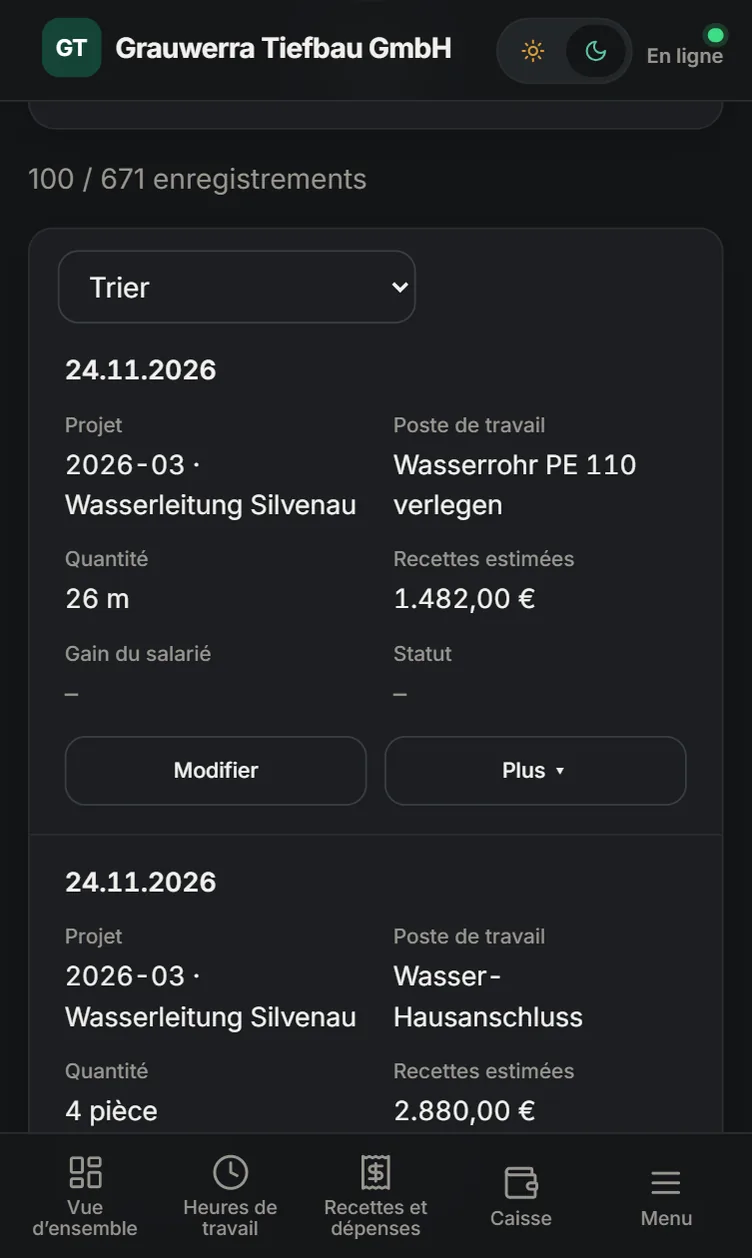 GT
Grauwerra Tiefbau GmbH
En ligne
100 / 671 enregistrements
Trier
24.11.2026
Projet
2026-03 ·
Wasserleitung Silvenau
Poste de travail
Wasserrohr PE 110
verlegen
Quantité
26 m
Recettes estimées
1.482,00 €
Gain du salarié
–
Statut
–
Modifier
Plus ▾
24.11.2026
Projet
2026-03 ·
Wasserleitung Silvenau
Poste de travail
Wasser-
Hausanschluss
Quantité
4 pièce
Recettes estimées
2.880,00 €
Vue
d’ensemble
Heures de
travail
Recettes et
dépenses
Caisse
Menu